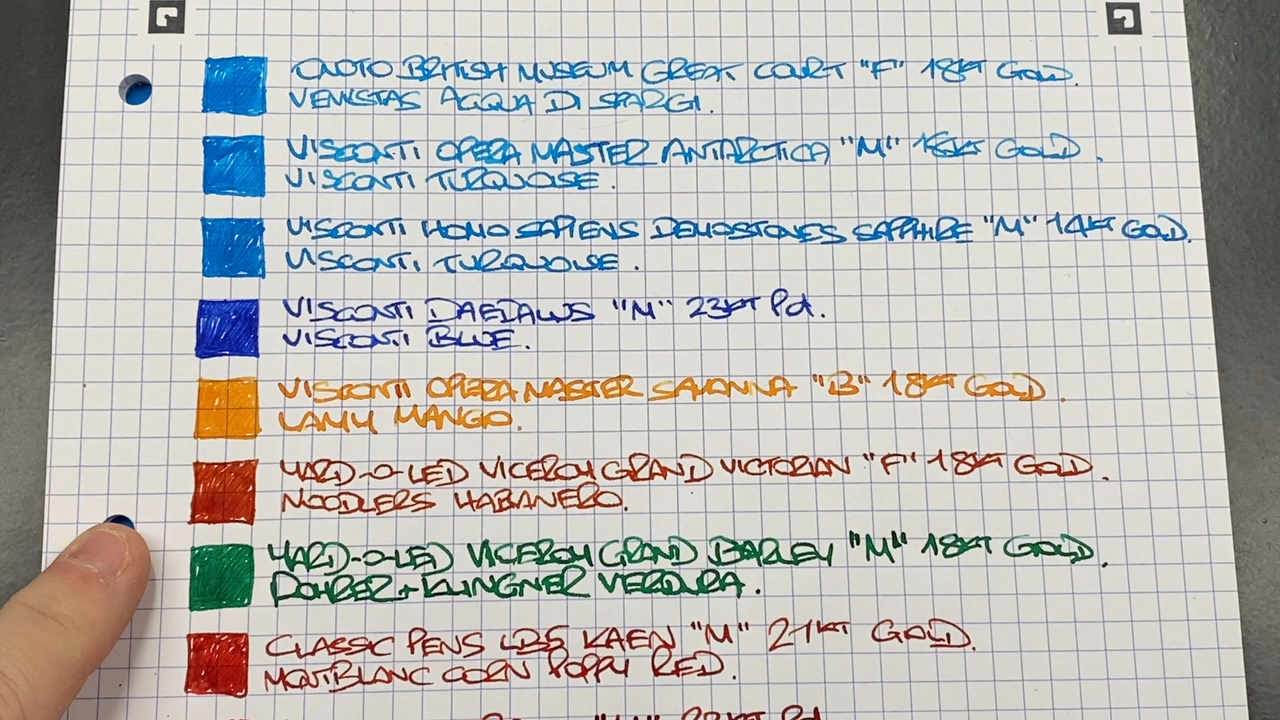 ONOTO BRITISH MUSEUM GREAT COURT "F" 18KT GOLD.
VENVSTAS ACQUA DI SPARGI.
VISCONTI OPERA MASTER ANTARCTICA "M" 18KT GOLD.
VISCONTI TURQUOISE.
VISCONTI HOMO SAPIENS DEMOSTONES SAPPHIRE "M" 14KT GOLD.
VISCONTI TURQUOISE.
VISCONTI DAEDALUS "M" 23KT Pd.
VISCONTI BLUE.
VISCONTI OPERA MASTER SAVANNA "B" 18KT GOLD.
LAMY MANGO.
YARD-O-LED VICEROY GRAND VICTORIAN "F" 18KT GOLD.
NOODLERS HABANERO.
YARD-O-LED VICEROY GRAND BARLEY "M" 18KT GOLD.
ROHRER+KLINGNER VERDURA.
CLASSIC PENS LB5 KAEN "M" 21KT GOLD.
MONTBLANC CORN POPPY RED.
"M" 23KT Pd